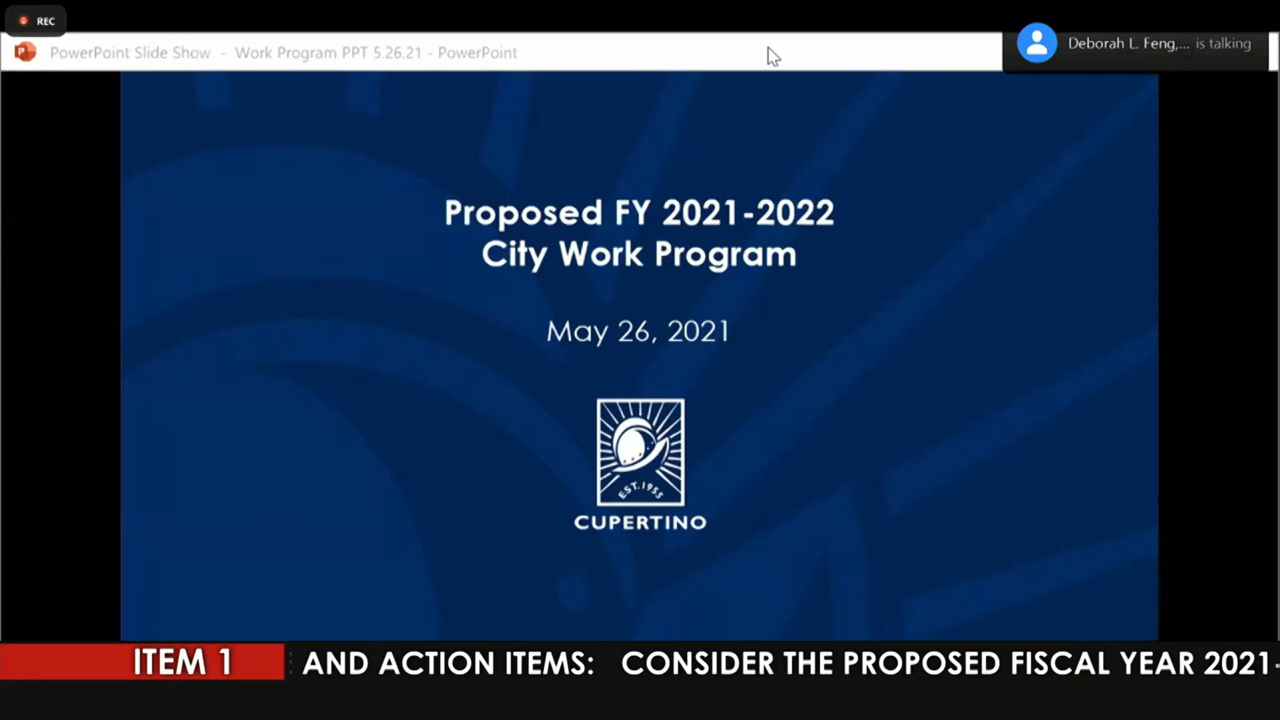 REC
PowerPoint Slide Show - Work Program PPT 5.26.21 - PowerPoint
Deborah L. Feng,... is talking
Proposed FY 2021-2022
City Work Program
May 26, 2021
EST. 1955
CUPERTINO
ITEM 1
AND ACTION ITEMS: CONSIDER THE PROPOSED FISCAL YEAR 2021-